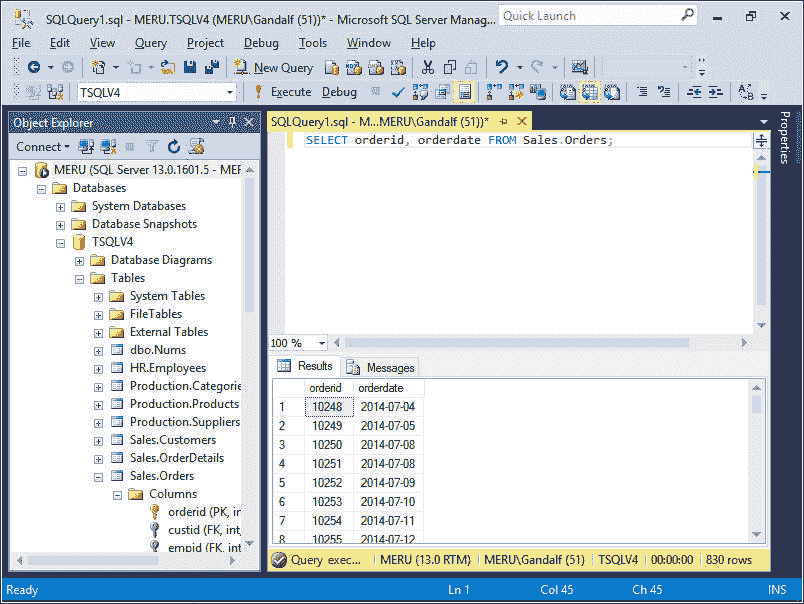 SQLQuery1.sql - MERU.TSQLV4 (MERU\Gandalf (51))* - Microsoft SQL Server Manag...
Quick Launch
File Edit View Query Project Debug Tools Window Help
New Query
TSQLV4
Execute Debug
Object Explorer
Connect
MERU (SQL Server 13.0.1601.5 - MER
Databases
System Databases
Database Snapshots
TSQLV4
Database Diagrams
Tables
System Tables
FileTables
External Tables
dbo.Nums
HR.Employees
Production.Categorie
Production.Products
Production.Suppliers
Sales.Customers
Sales.OrderDetails
Sales.Orders
Columns
orderid (PK, in
custid (FK, int,
empid (FK, int
SQLQuery1.sql - M...MERU\Gandalf (51))*
SELECT orderid, orderdate FROM Sales.Orders;
100 %
Results Messages
orderid orderdate
1 10248 2014-07-04
2 10249 2014-07-05
3 10250 2014-07-08
4 10251 2014-07-08
5 10252 2014-07-09
6 10253 2014-07-10
7 10254 2014-07-11
8 10255 2014-07-12
Query exec... MERU (13.0 RTM) MERU\Gandalf (51) TSQLV4 00:00:00 830 rows
Properties
Ready Ln 1 Col 45 Ch 45 INS